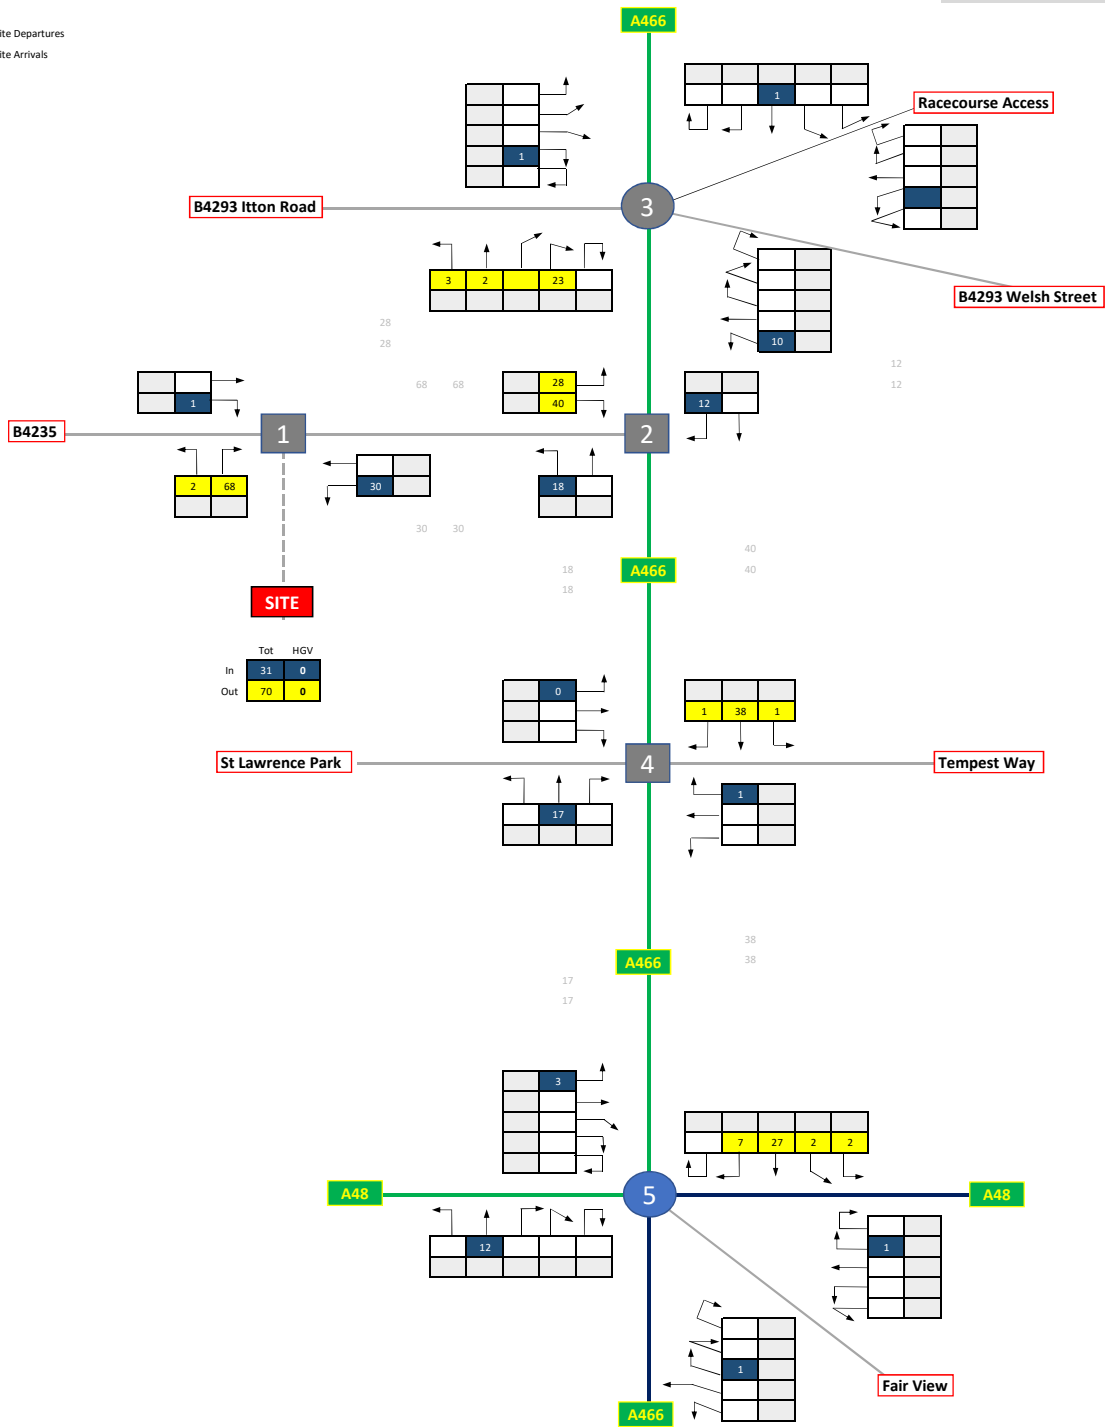 A466
ite Departures
ite Arrivals
1
Racecourse Access
1
B4293 Itton Road
3
3 2 23
B4293 Welsh Street
10
28
28
12
12
68 68
28
40
12
1
B4235
1
2
2 68
30
18
30 30
40
40
18
18
A466
SITE
Tot HGV
In 31 0
Out 70 0
0
1 38 1
St Lawrence Park
4
Tempest Way
1
17
38
38
A466
17
17
3
7 27 2 2
A48
5
A48
12
1
1
Fair View
A466